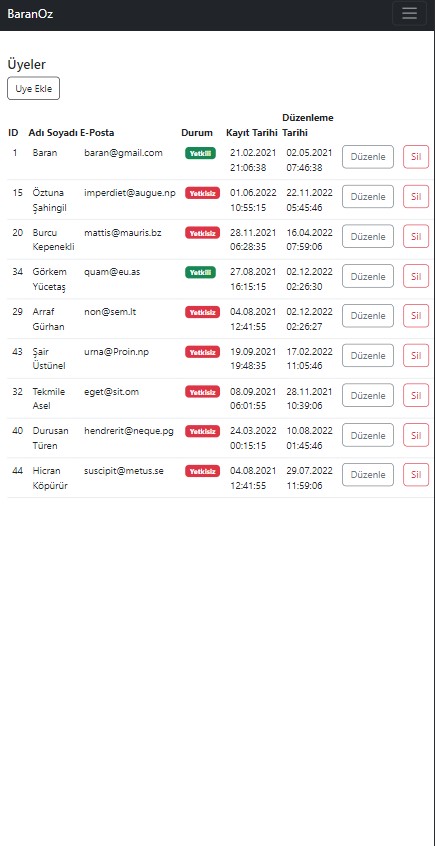 BaranOz
Üyeler
Üye Ekle
ID Adı Soyadı E-Posta Durum Kayıt Tarihi Düzenleme Tarihi
1 Baran baran@gmail.com Yetkili 21.02.2021 02.05.2021 Düzenle Sil
21:06:38 07:46:38
15 Öztuna imperdiet@augue.np Yetkisiz 01.06.2022 22.11.2022 Düzenle Sil
Şahingil 10:55:15 05:45:46
20 Burcu mattis@mauris.bz Yetkisiz 28.11.2021 16.04.2022 Düzenle Sil
Kepenekli 06:28:35 07:59:06
34 Görkem quam@eu.as Yetkili 27.08.2021 02.12.2022 Düzenle Sil
Yücetaş 16:15:15 02:26:30
29 Arraf non@sem.lt Yetkisiz 04.08.2021 02.12.2022 Düzenle Sil
Gürhan 12:41:55 02:26:27
43 Şair urna@Proin.np Yetkisiz 19.09.2021 17.02.2022 Düzenle Sil
Üstünel 19:48:35 11:05:46
32 Tekmile eget@sit.om Yetkisiz 08.09.2021 28.11.2021 Düzenle Sil
Asel 06:01:55 10:39:06
40 Durusan hendrerit@neque.pg Yetkisiz 24.03.2022 10.08.2022 Düzenle Sil
Türen 00:15:15 01:45:46
44 Hicran suscipit@metus.se Yetkisiz 04.08.2021 29.07.2022 Düzenle Sil
Köpürür 12:41:55 11:59:06